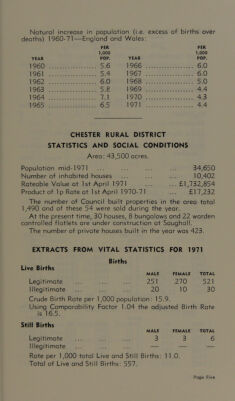 Natural increase in population (i.e. excess of births over
deaths) 1960-71—England and Wales:
YEAR PER 1,000 POP. YEAR PER 1,000 POP.
1960 5.6 1966 6.0
1961 5.4 1967 6.0
1962 6.0 1968 5.0
1963 5.8 1969 4.4
1964 7.1 1970 4.3
1965 6.5 1971 4.4
CHESTER RURAL DISTRICT
STATISTICS AND SOCIAL CONDITIONS
Area: 43,500 acres.
Population mid-1971 ... ... ... ... 34,650
Number of inhabited houses ... ... ... 10,402
Rateable Value at 1st April 1971 ... ... £1,732,854
Product of 1p Rate at 1st April 1970-71 ... £17,232
The number of Council built properties in the area total
1,490 and of these 54 were sold during the year.
At the present time, 30 houses, 8 bungalows and 22 warden
controlled flatlets are under construction at Saughall.
The number of private houses built in the year was 423.
EXTRACTS FROM VITAL STATISTICS FOR 1971
Births
Live Births
MALE FEMALE TOTAL
Legitimate ... ... ... 251 270 521
Illegitimate ... ... ... 20 10 30
Crude Birth Rate per 1,000 population: 15.9.
Using Comparability Factor 1.04 the adjusted Birth Rate
is 16.5.
Still Births
MALE FEMALE TOTAL
Legitimate ... ... ... 3 3 6
Illegitimate ... ... ... — — —
Rate per 1,000 total Live and Still Births: 11.0.
Total of Live and Still Births: 557.
Page Five